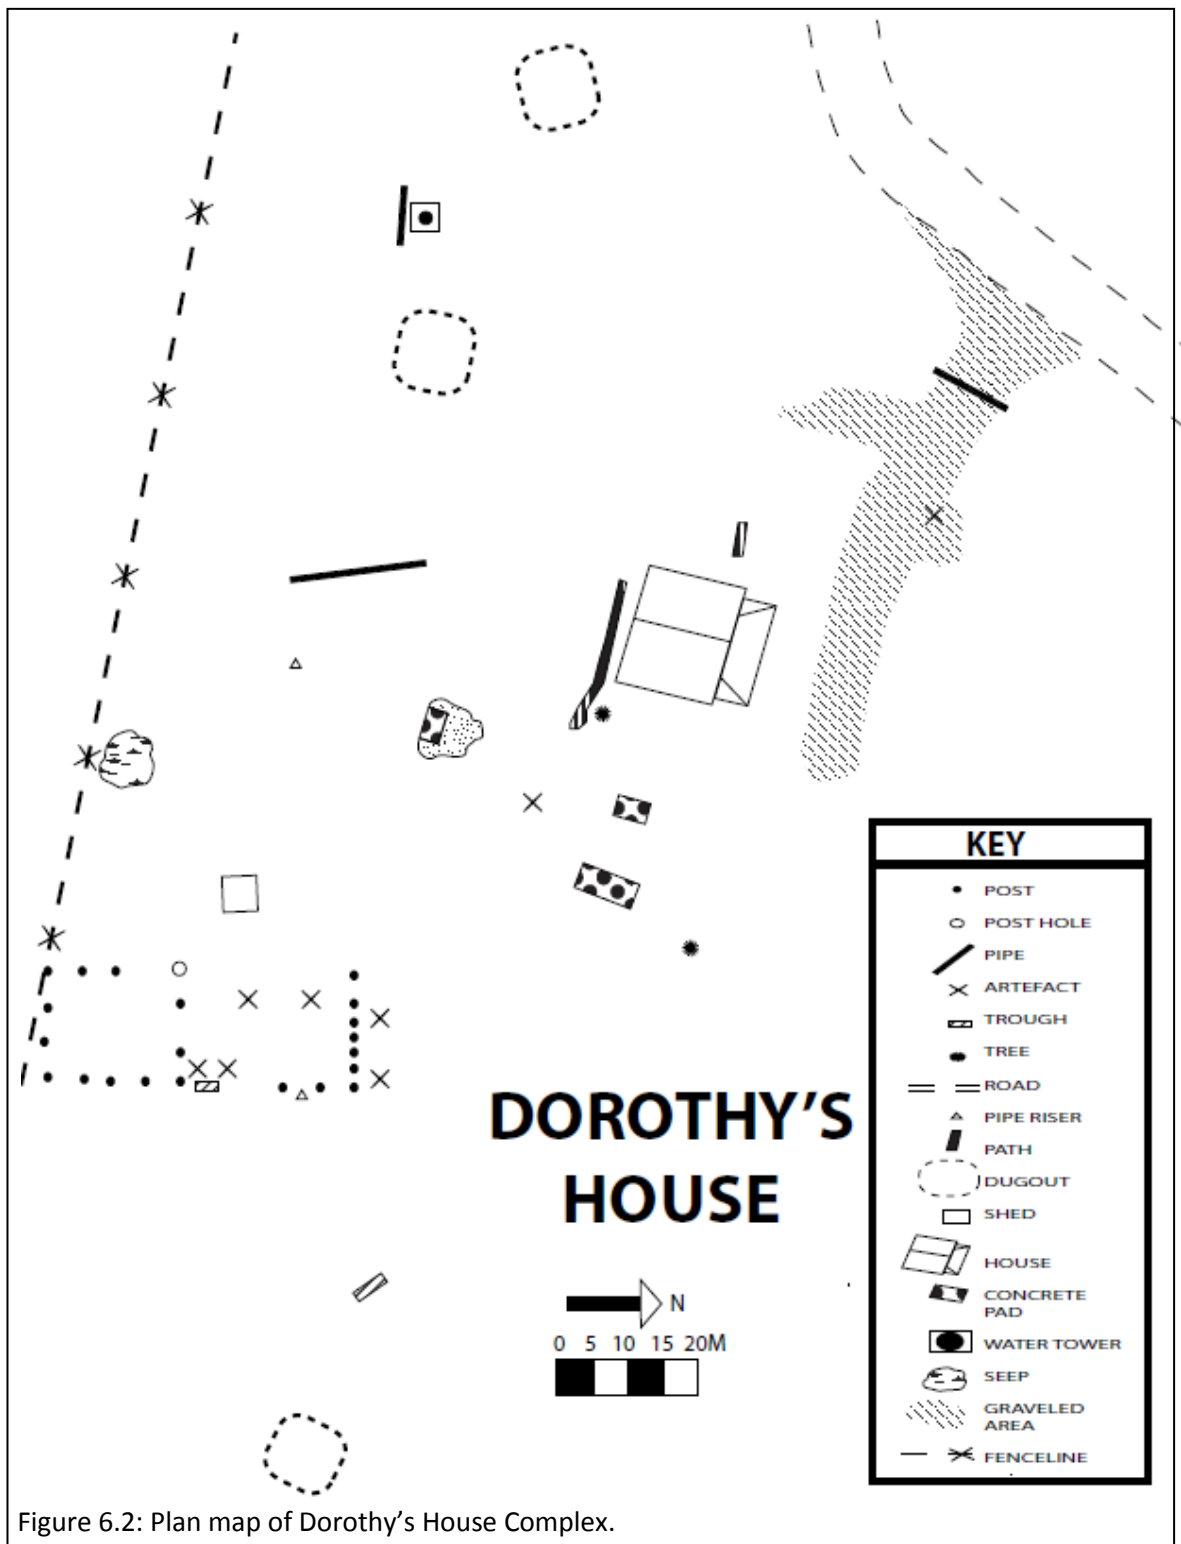 KEY
POST
POST HOLE
PIPE
ARTEFACT
TROUGH
TREE
ROAD
PIPE RISER
PATH
DUGOUT
SHED
HOUSE
CONCRETE
PAD
WATER TOWER
SEEP
GRAVELED
AREA
FENCELINE
DOROTHY’S
HOUSE
N
0 5 10 15 20M
Figure 6.2: Plan map of Dorothy’s House Complex.